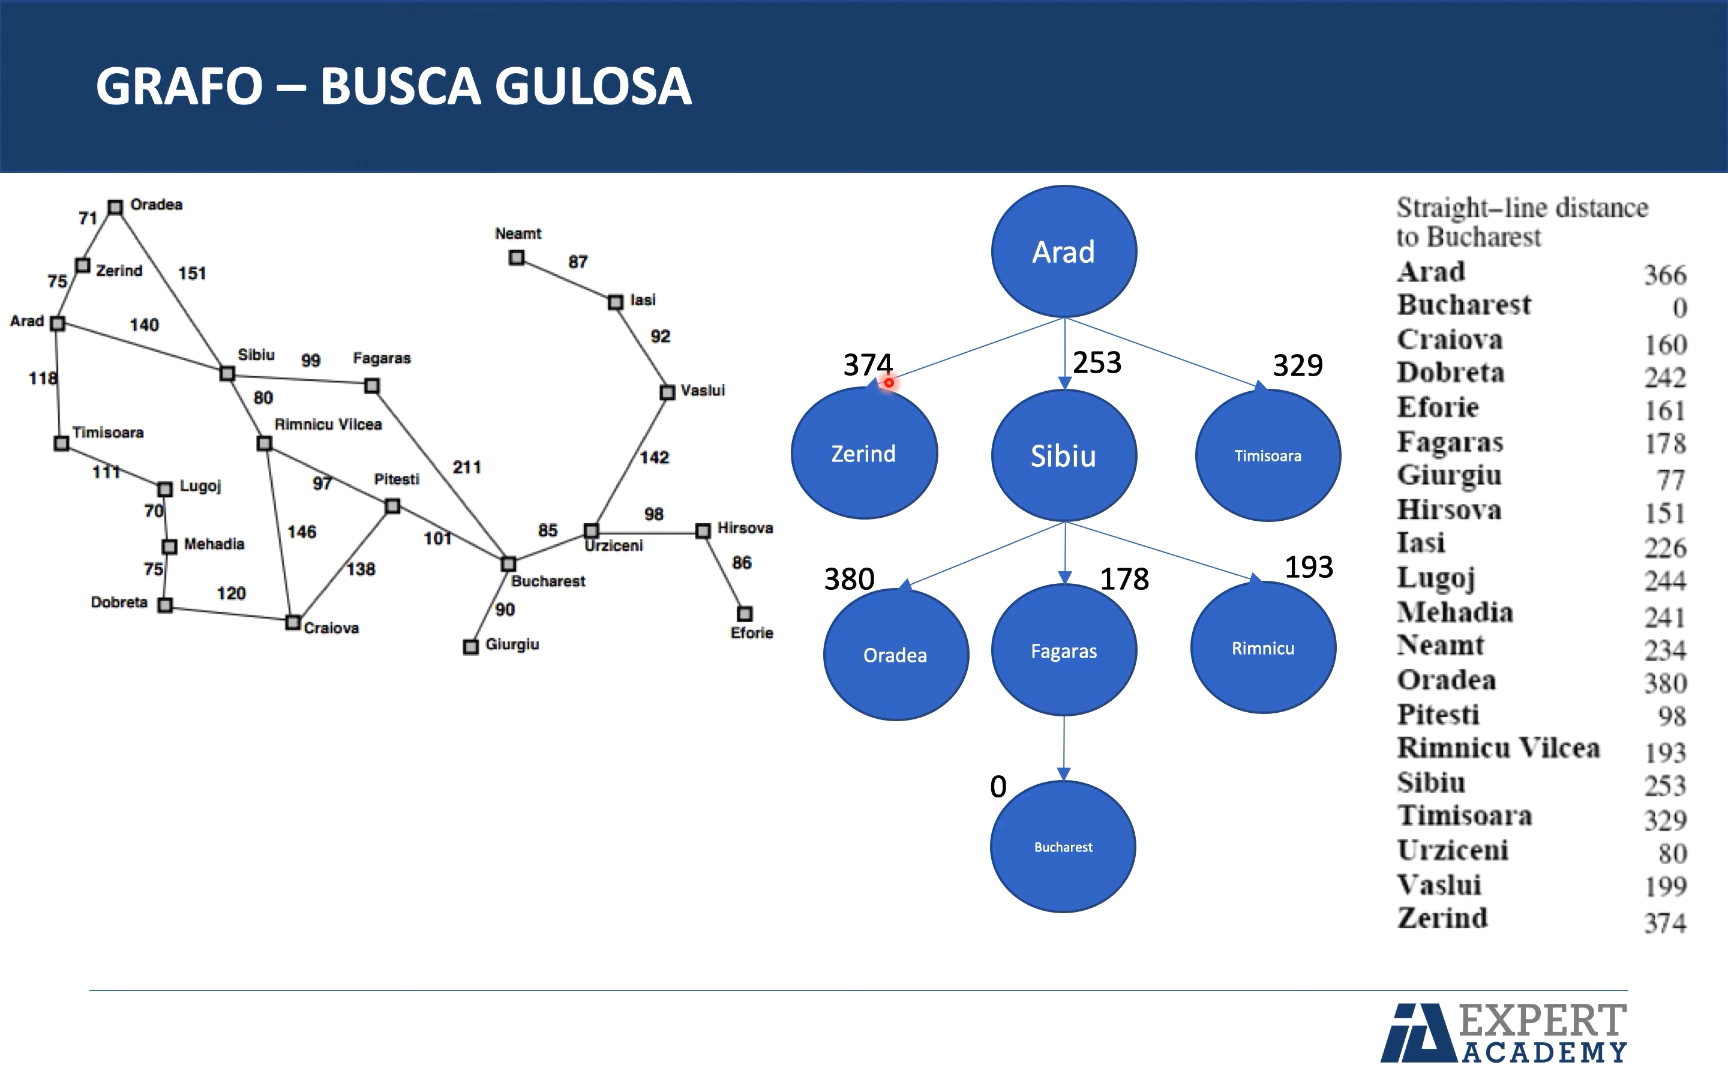 GRAFO – BUSCA GULOSA
Oradea
71
Zerind
151
75
Arad
140
118
Sibiu
99
Fagaras
80
Rimnicu Vilcea
Timisoara
111
Lugoj
70
Mehadia
75
Dobreta
120
Craiova
146
138
97
Pitesti
211
101
Bucharest
90
Giurgiu
85
Urziceni
98
Hirsova
86
Eforie
142
Vaslui
92
Iasi
87
Neamt
Arad
374
253
329
Zerind
Sibiu
Timisoara
380
178
193
Oradea
Fagaras
Rimnicu
0
Bucharest
Straight–line distance
to Bucharest
Arad 366
Bucharest 0
Craiova 160
Dobreta 242
Eforie 161
Fagaras 178
Giurgiu 77
Hirsova 151
Iasi 226
Lugoj 244
Mehadia 241
Neamt 234
Oradea 380
Pitesti 98
Rimnicu Vilcea 193
Sibiu 253
Timisoara 329
Urziceni 80
Vaslui 199
Zerind 374
IA EXPERT
ACADEMY